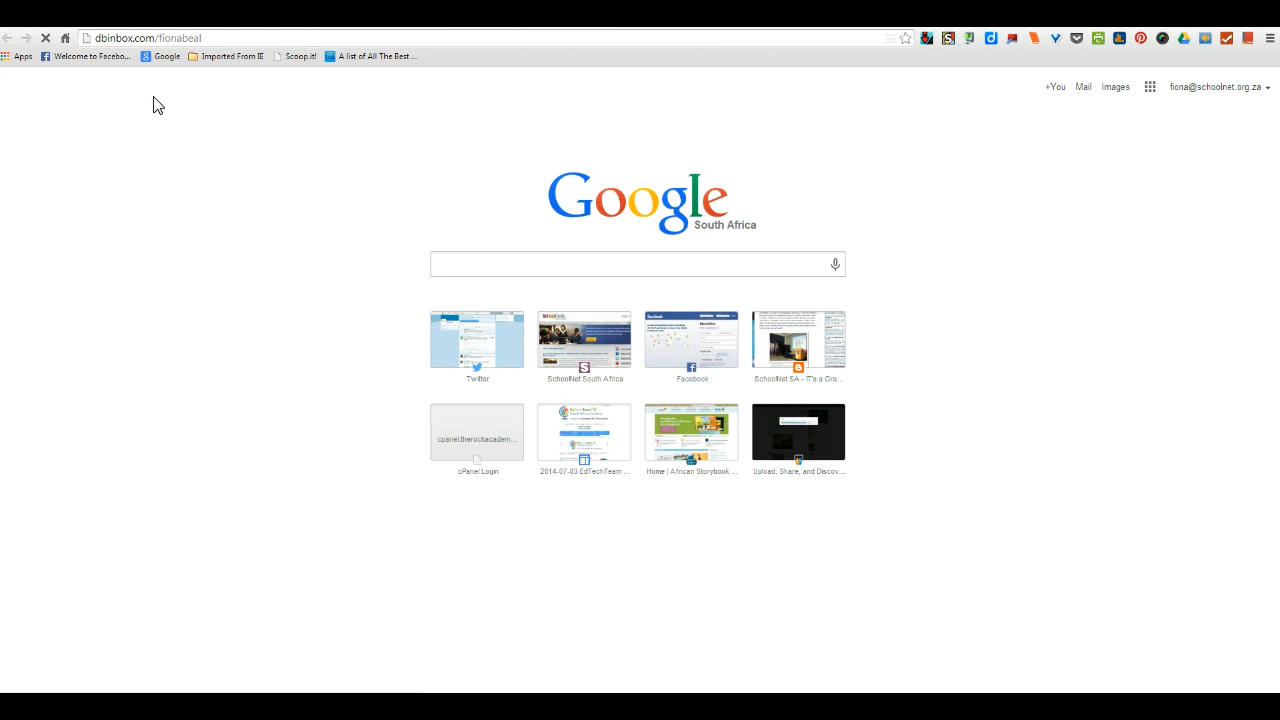 dbinbox.com/fionabeal
Apps Welcome to Facebo... Google Imported From IE Scoop.it! A list of All The Best ...
+You Mail Images fiona@schoolnet.org.za
Google
South Africa
Twitter SchoolNet South Africa Facebook SchoolNet SA - IT's a Gre...
cpanel.therockacadem...
cPanel Login 2014-07-03 EdTechTeam ... Home | African Storybook ... Upload, Share, and Discov...